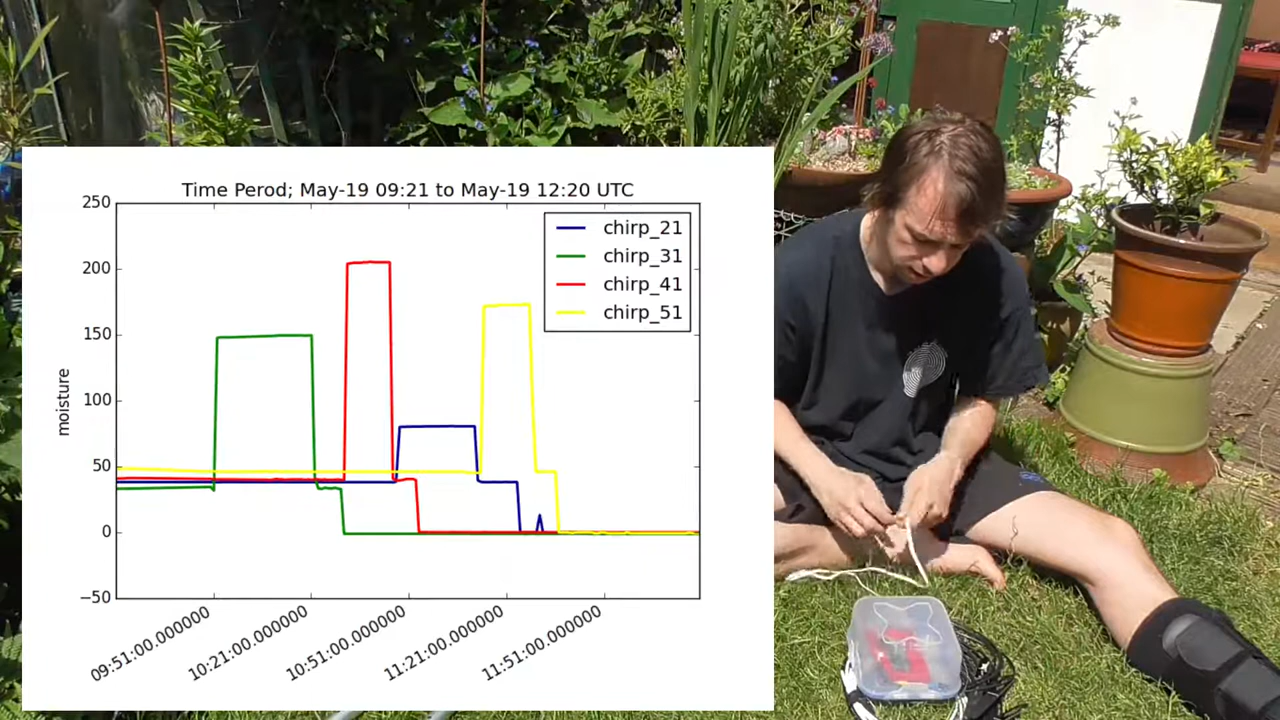 Time Perod; May-19 09:21 to May-19 12:20 UTC
250
200
150
100
50
0
−50
moisture
chirp_21
chirp_31
chirp_41
chirp_51
09:51:00.000000
10:21:00.000000
10:51:00.000000
11:21:00.000000
11:51:00.000000